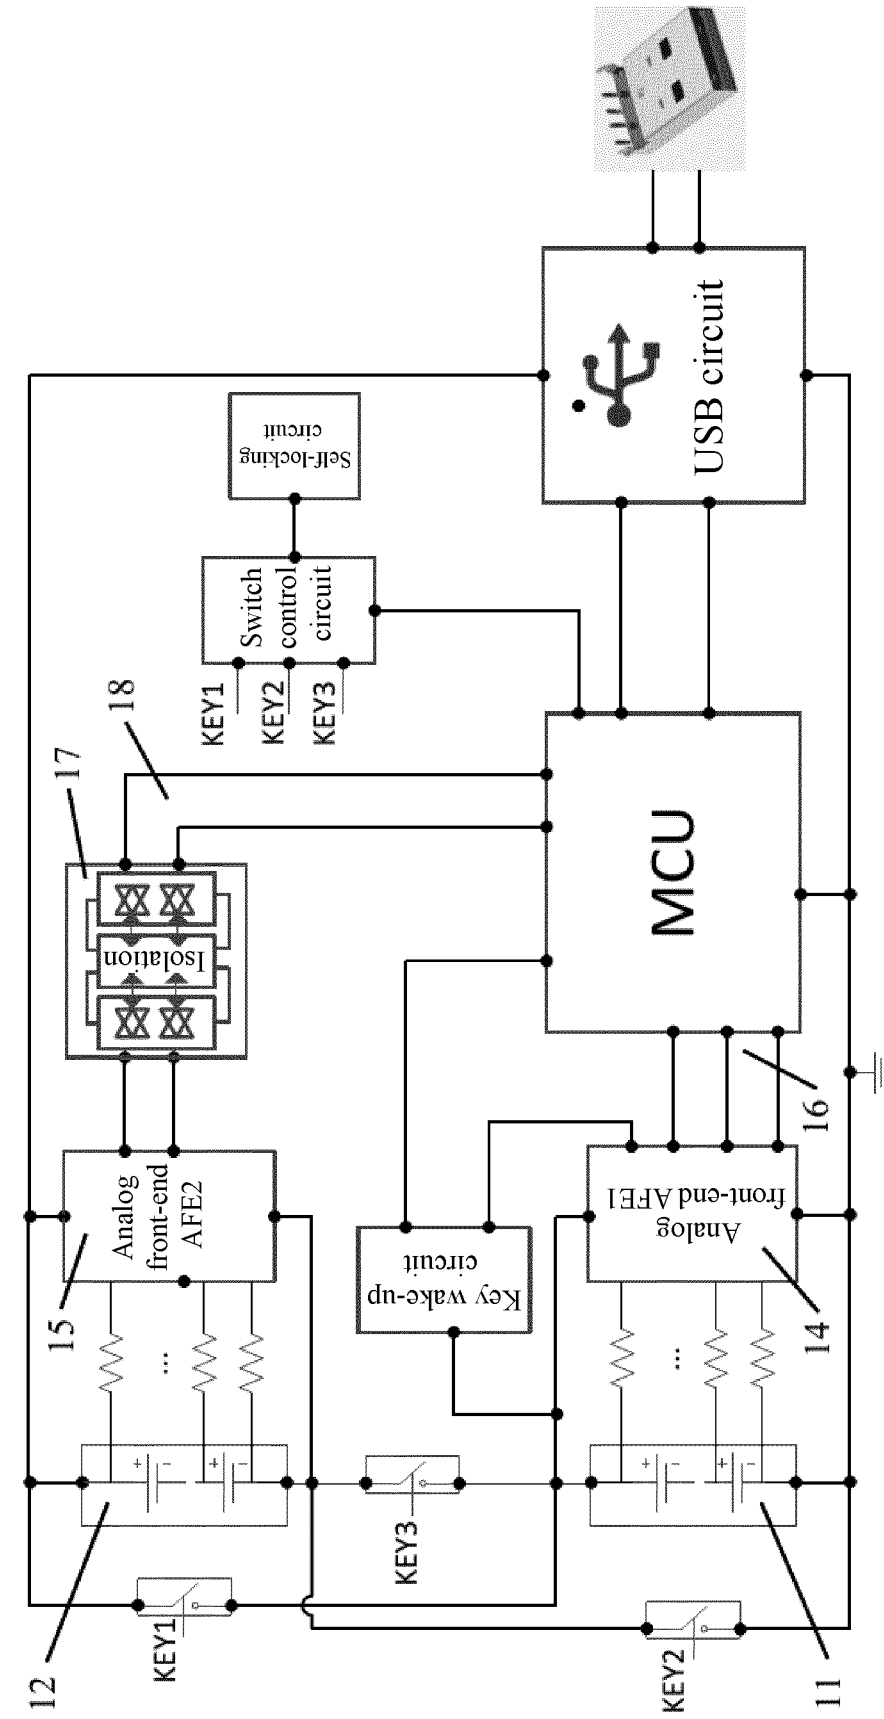 USB circuit
Self-locking
circuit
Switch
control
circuit
KEY1
KEY2
KEY3
18
17
Isolation
MCU
16
Analog
front-end
AFE2
15
Key wake-up
circuit
Analog
front-end AFE1
14
...
...
+
-
+
-
+
-
+
-
12
KEY1
KEY3
KEY2
11